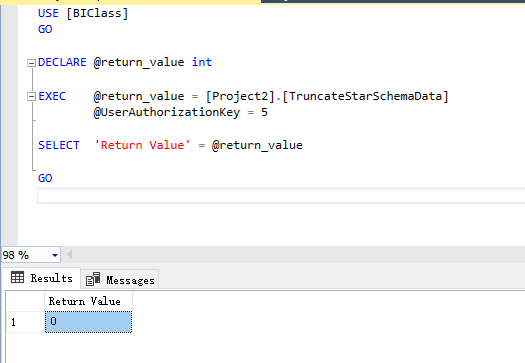 USE [BIClass]
GO
DECLARE @return_value int
EXEC @return_value = [Project2].[TruncateStarSchemaData]
@UserAuthorizationKey = 5
SELECT 'Return Value' = @return_value
GO
98 %
Results Messages
Return Value
1 0